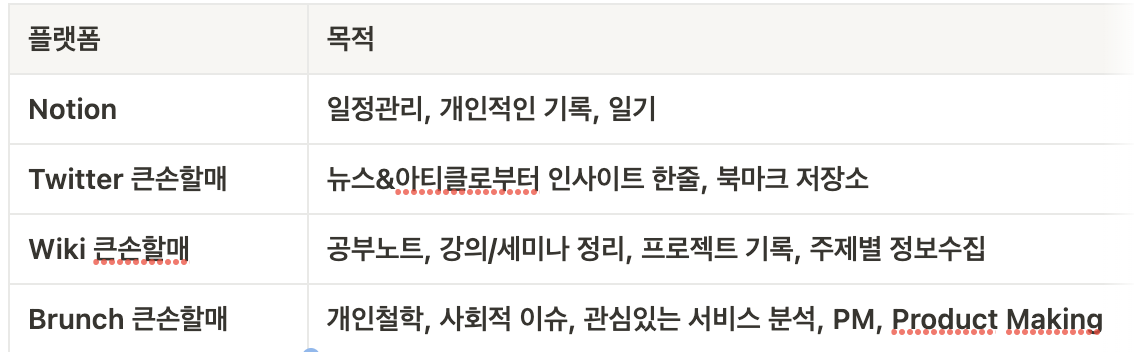 플랫폼 목적
Notion 일정관리, 개인적인 기록, 일기
Twitter 큰손할매 뉴스&아티클로부터 인사이트 한줄, 북마크 저장소
Wiki 큰손할매 공부노트, 강의/세미나 정리, 프로젝트 기록, 주제별 정보수집
Brunch 큰손할매 개인철학, 사회적 이슈, 관심있는 서비스 분석, PM, Product Making